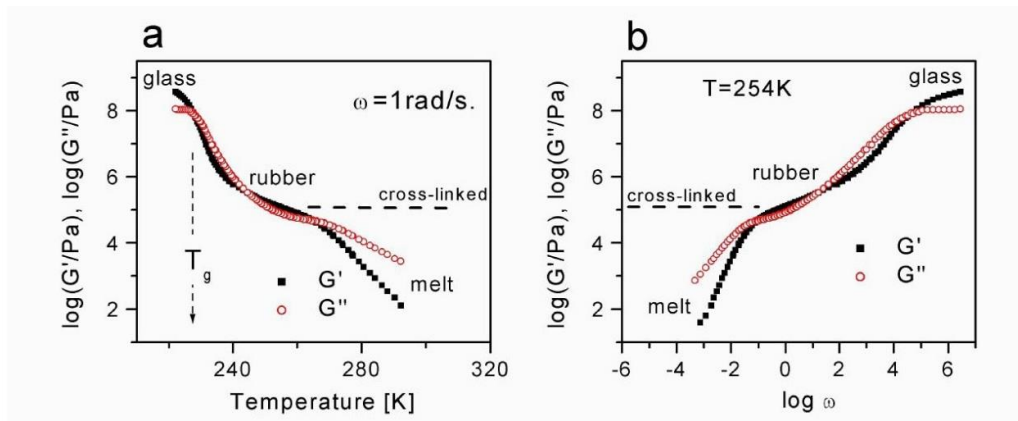 a
glass
ω=1rad/s.
rubber
cross-linked
T g
G'
G''
melt
log(G'/Pa), log(G''/Pa)
8
6
4
2
240
280
320
Temperature [K]
b
glass
T=254K
rubber
cross-linked
G'
G''
melt
log(G'/Pa), log(G''/Pa)
8
6
4
2
-6
-4
-2
0
2
4
6
log ω